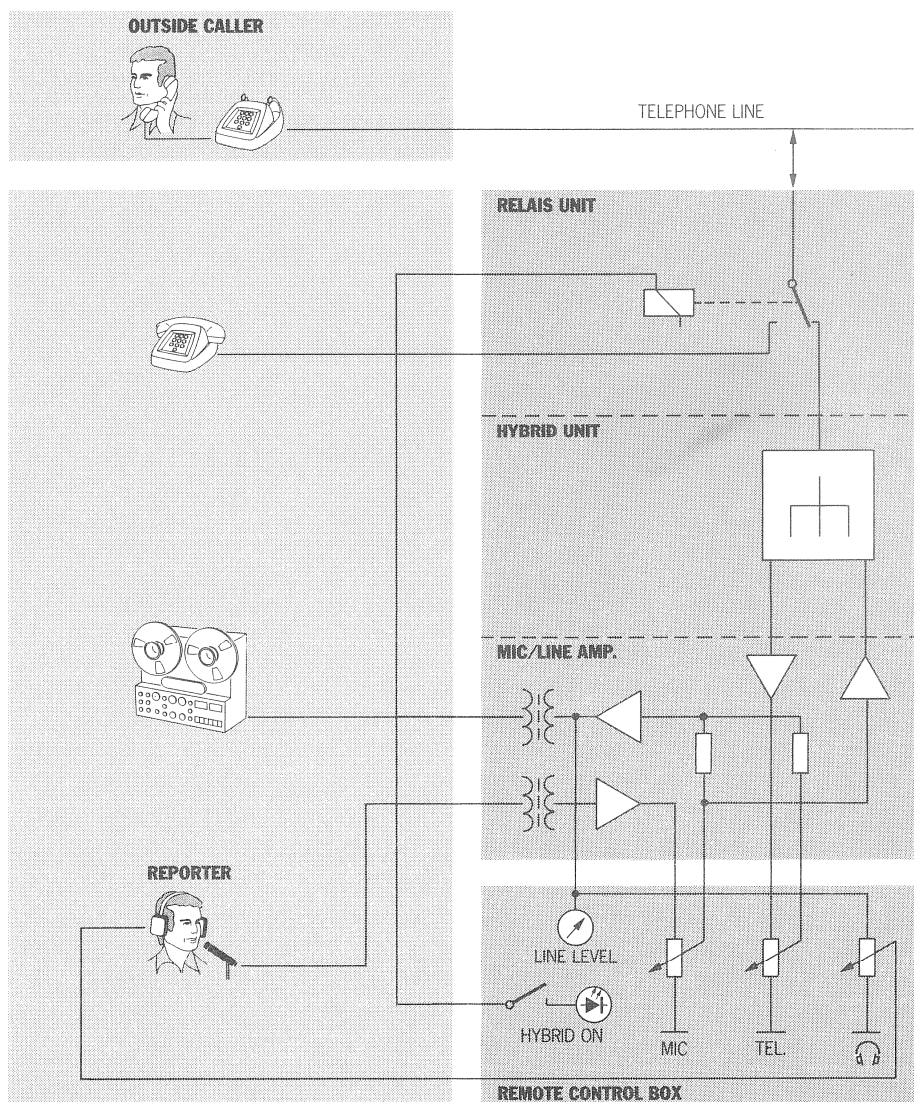 OUTSIDE CALLER
TELEPHONE LINE
RELAIS UNIT
HYBRID UNIT
MIC/LINE AMP.
REPORTER
LINE LEVEL
HYBRID ON
MIC
TEL.
REMOTE CONTROL BOX